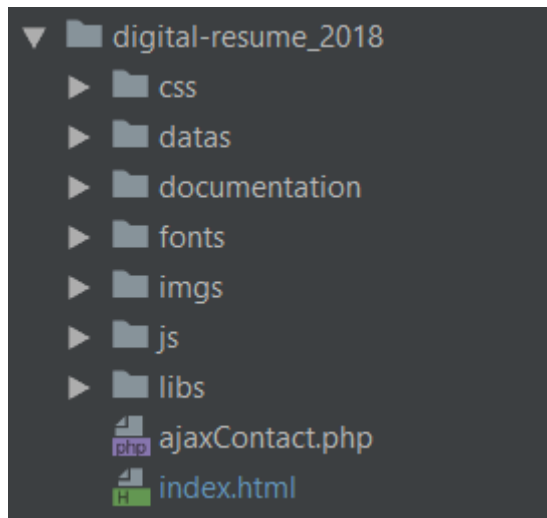 digital-resume_2018
css
datas
documentation
fonts
imgs
js
libs
php ajaxContact.php
H index.html